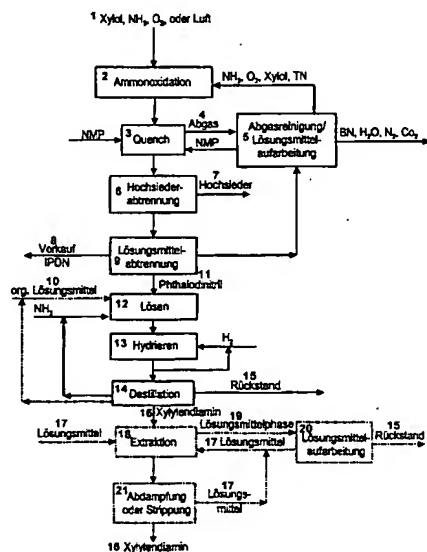 1 Xylol, NH₃, O₂, oder Luft
2 Ammonoxidation
NH₃, O₂, Xylol, TN
4
Abgas
NMP
3 Quench
NMP
5 Abgasreinigung/
Lösungsmittel-
aufarbeitung
BN, H₂O, N₂, Co₂
6 Hochsieder-
abtrennung
7
Hochsieder
8
Vorkauf
IPDN
9 Lösungsmittel-
abtrennung
11
Phthalodinitril
10
org. Lösungsmittel
NH₃
12 Lösen
13 Hydrieren
H₂
14 Destillation
15
Rückstand
16
Xylylendiamin
17
Lösungsmittel
18 Extraktion
19
Lösungsmittelphase
17 Lösungsmittel
20 Lösungsmittel-
aufarbeitung
15
Rückstand
21 Abdampfung
oder Strippung
17
Lösungs-
mittel
16 Xylylendiamin